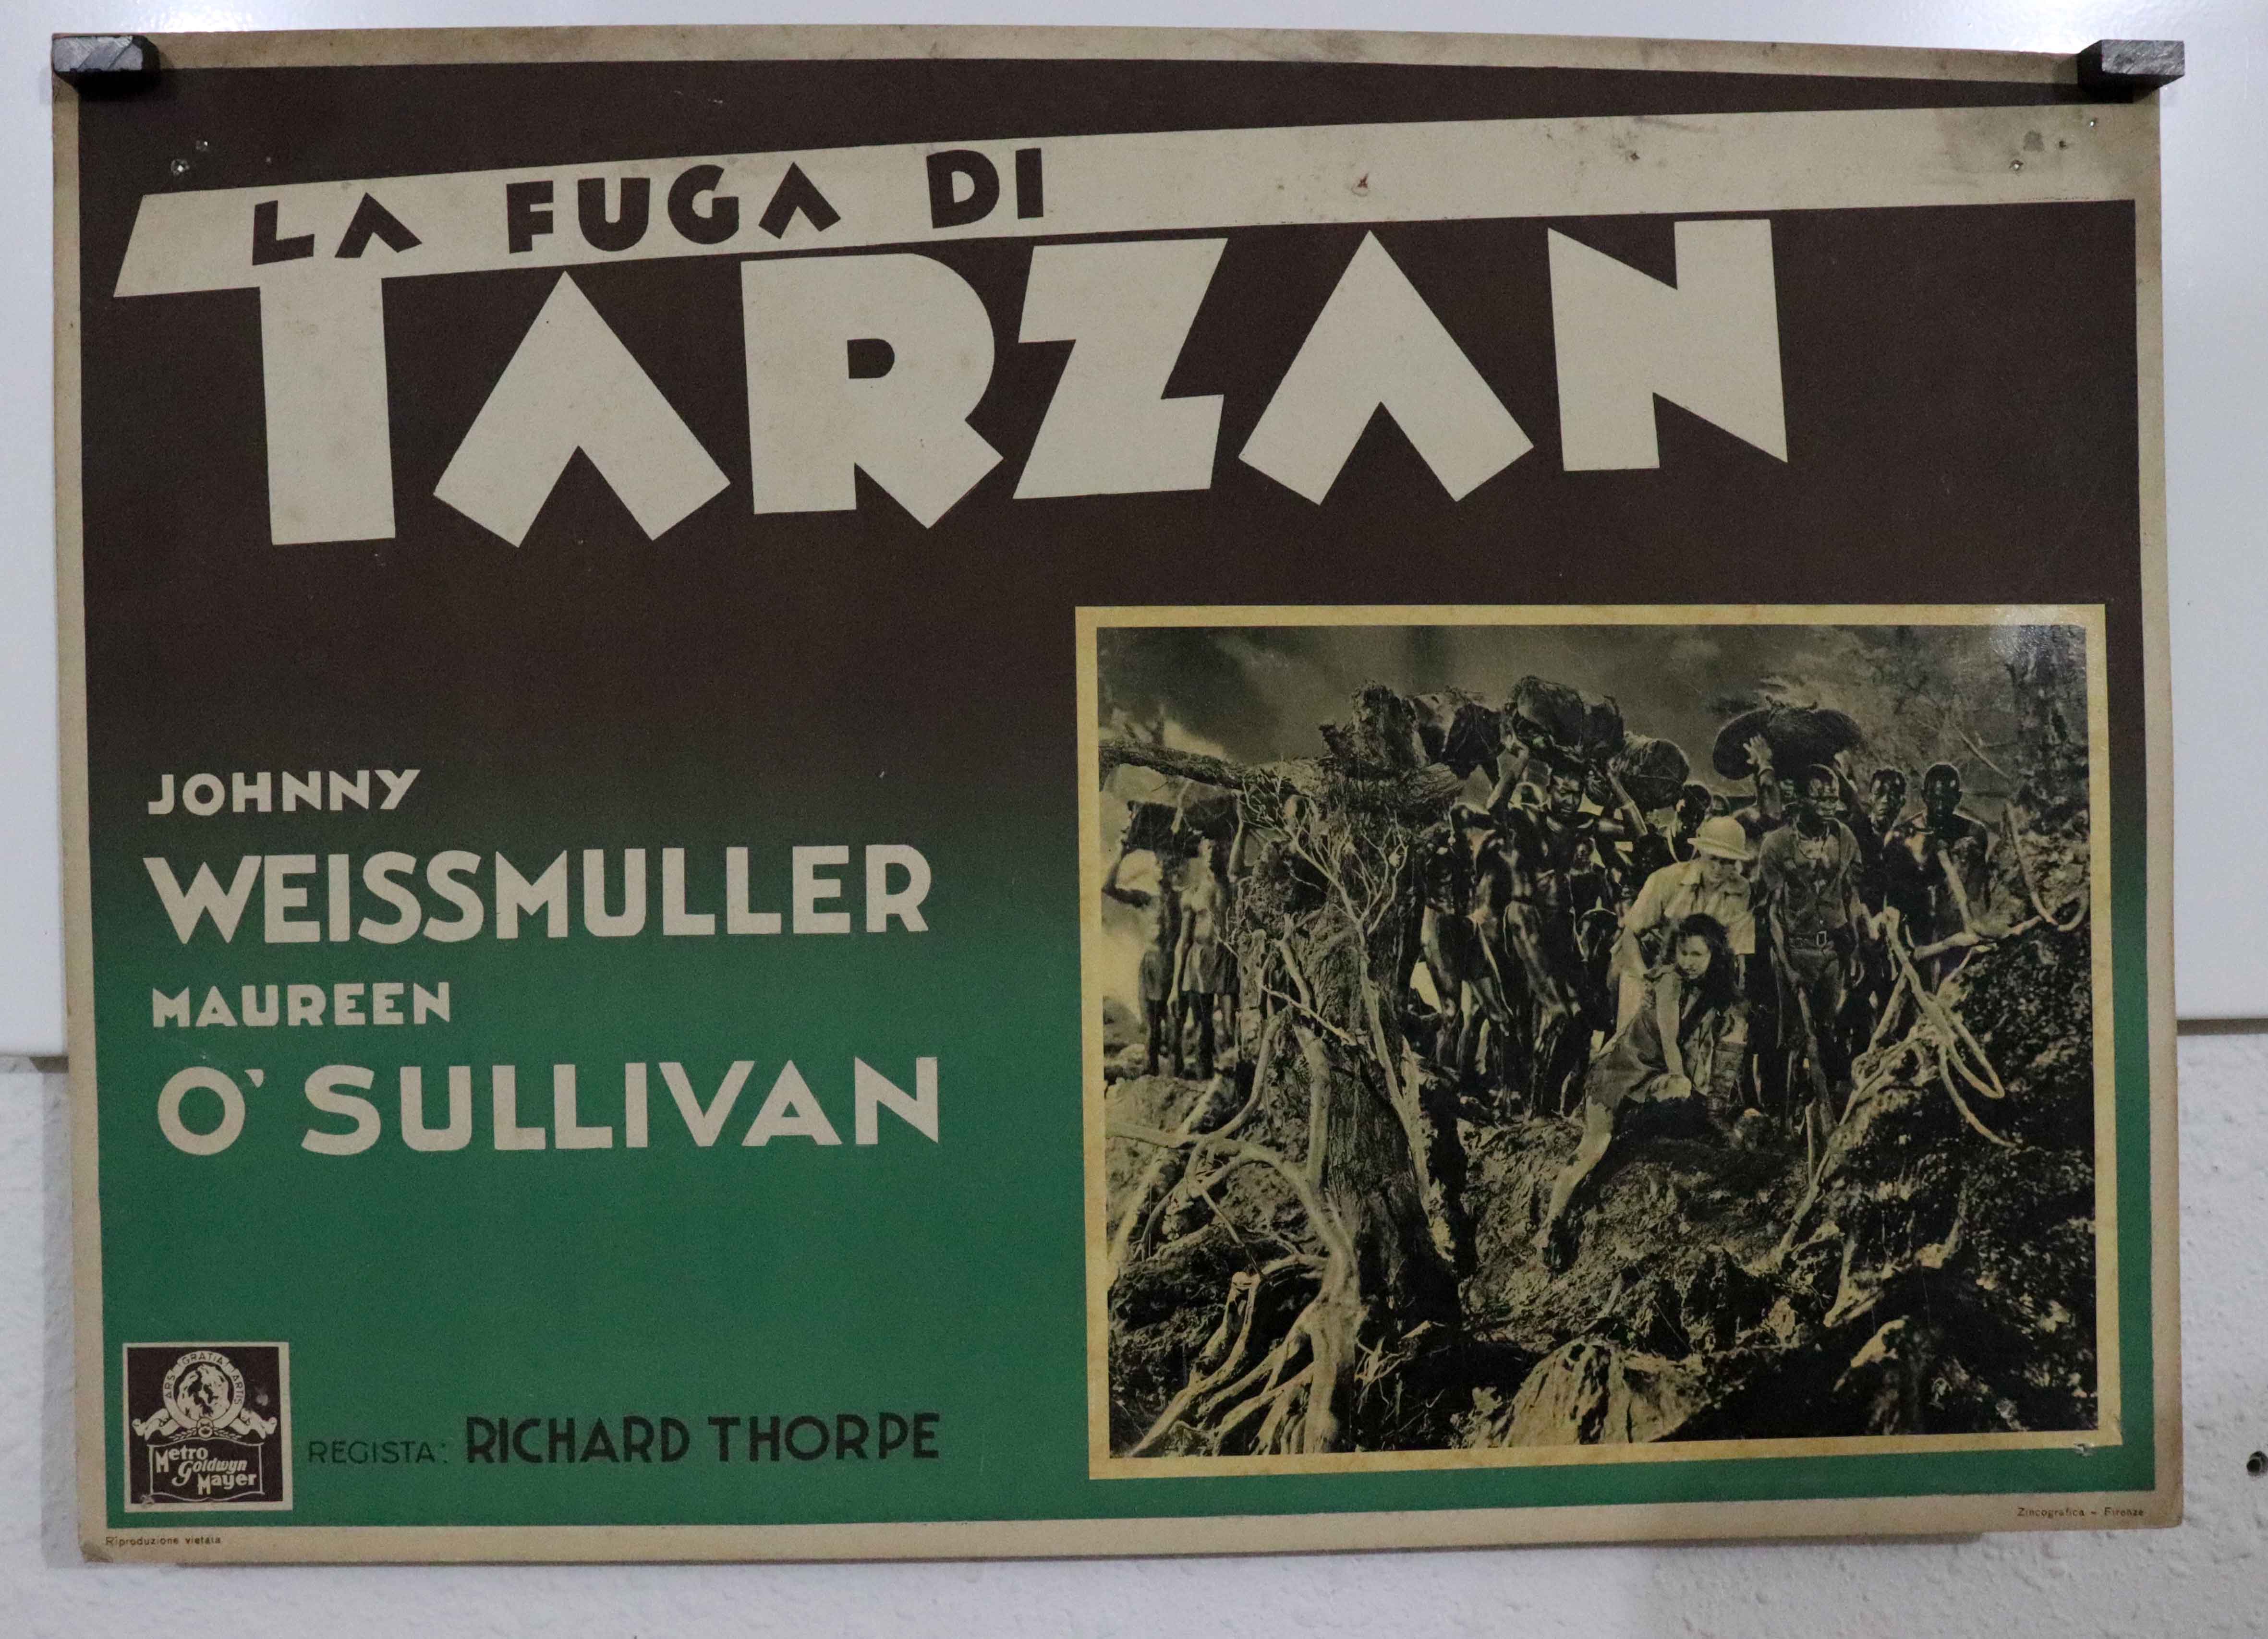 LA FUGA DI
TARZAN
JOHNNY
WEISSMULLER
MAUREEN
O' SULLIVAN
ARS GRATIA ARTIS
Metro
Goldwyn
Mayer
REGISTA: RICHARD THORPE
Riproduzione vietata
Zincografica - Firenze